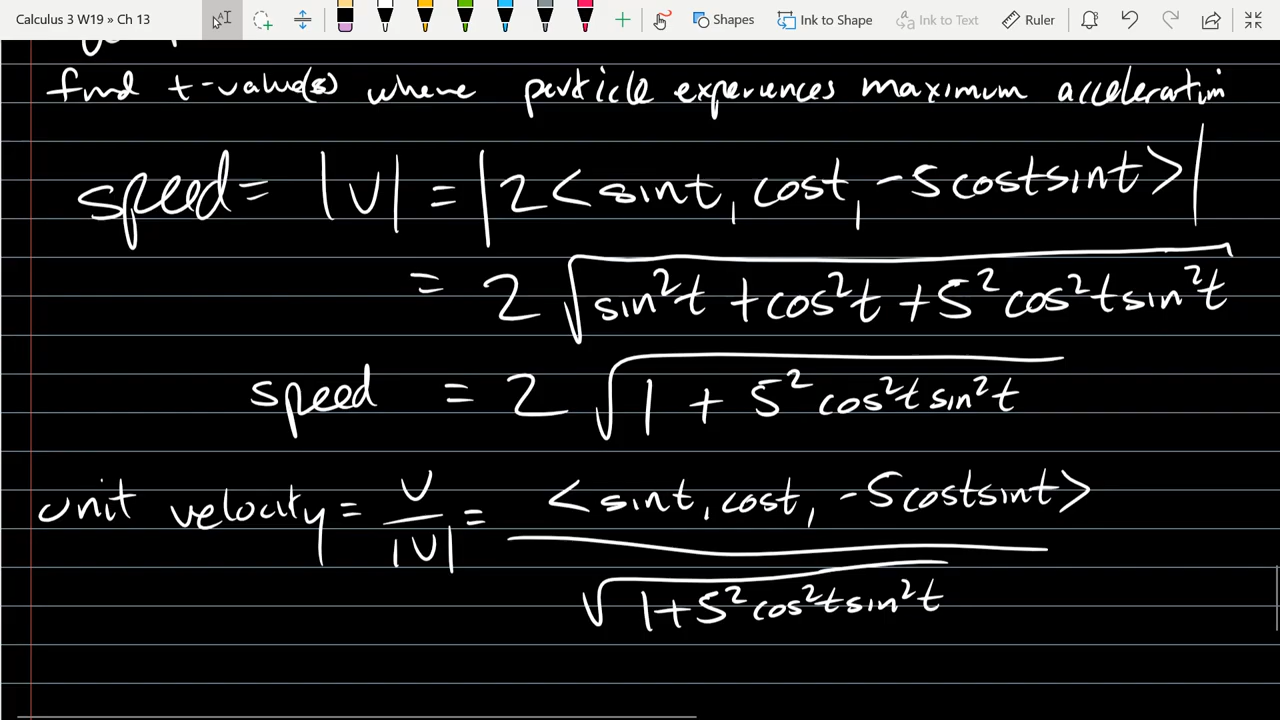 Calculus 3 W19 » Ch 13
Shapes Ink to Shape Ink to Text Ruler
find t-value(s) where particle experiences maximum acceleration
speed = |v| = |2<sint, cost, -5costsint>|
= 2√(sin²t + cos²t + 5²cos²tsin²t)
speed = 2√(1 + 5²cos²tsin²t)
unit velocity = v/|v| = <sint, cost, -5costsint>/√(1+5²cos²tsin²t)